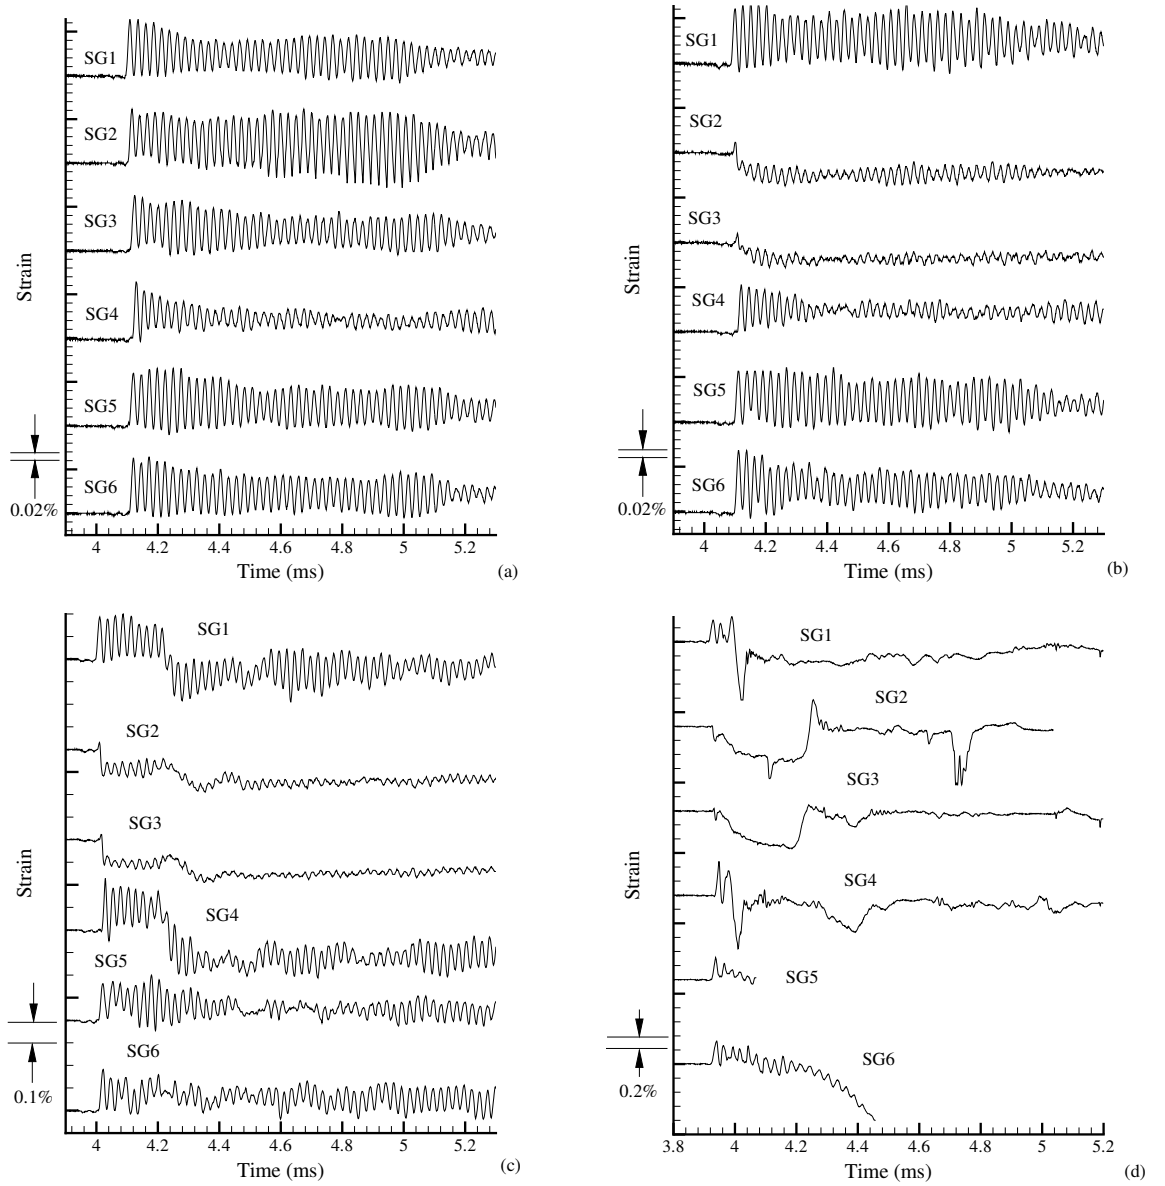 SG1
SG2
SG3
SG4
SG5
SG6
Strain
0.02%
4
4.2
4.4
4.6
4.8
5
5.2
Time (ms)
(a)
SG1
SG2
SG3
SG4
SG5
SG6
Strain
0.02%
4
4.2
4.4
4.6
4.8
5
5.2
Time (ms)
(b)
SG1
SG2
SG3
SG4
SG5
SG6
Strain
0.1%
4
4.2
4.4
4.6
4.8
5
5.2
Time (ms)
(c)
SG1
SG2
SG3
SG4
SG5
SG6
Strain
0.2%
3.8
4
4.2
4.4
4.6
4.8
5
5.2
Time (ms)
(d)